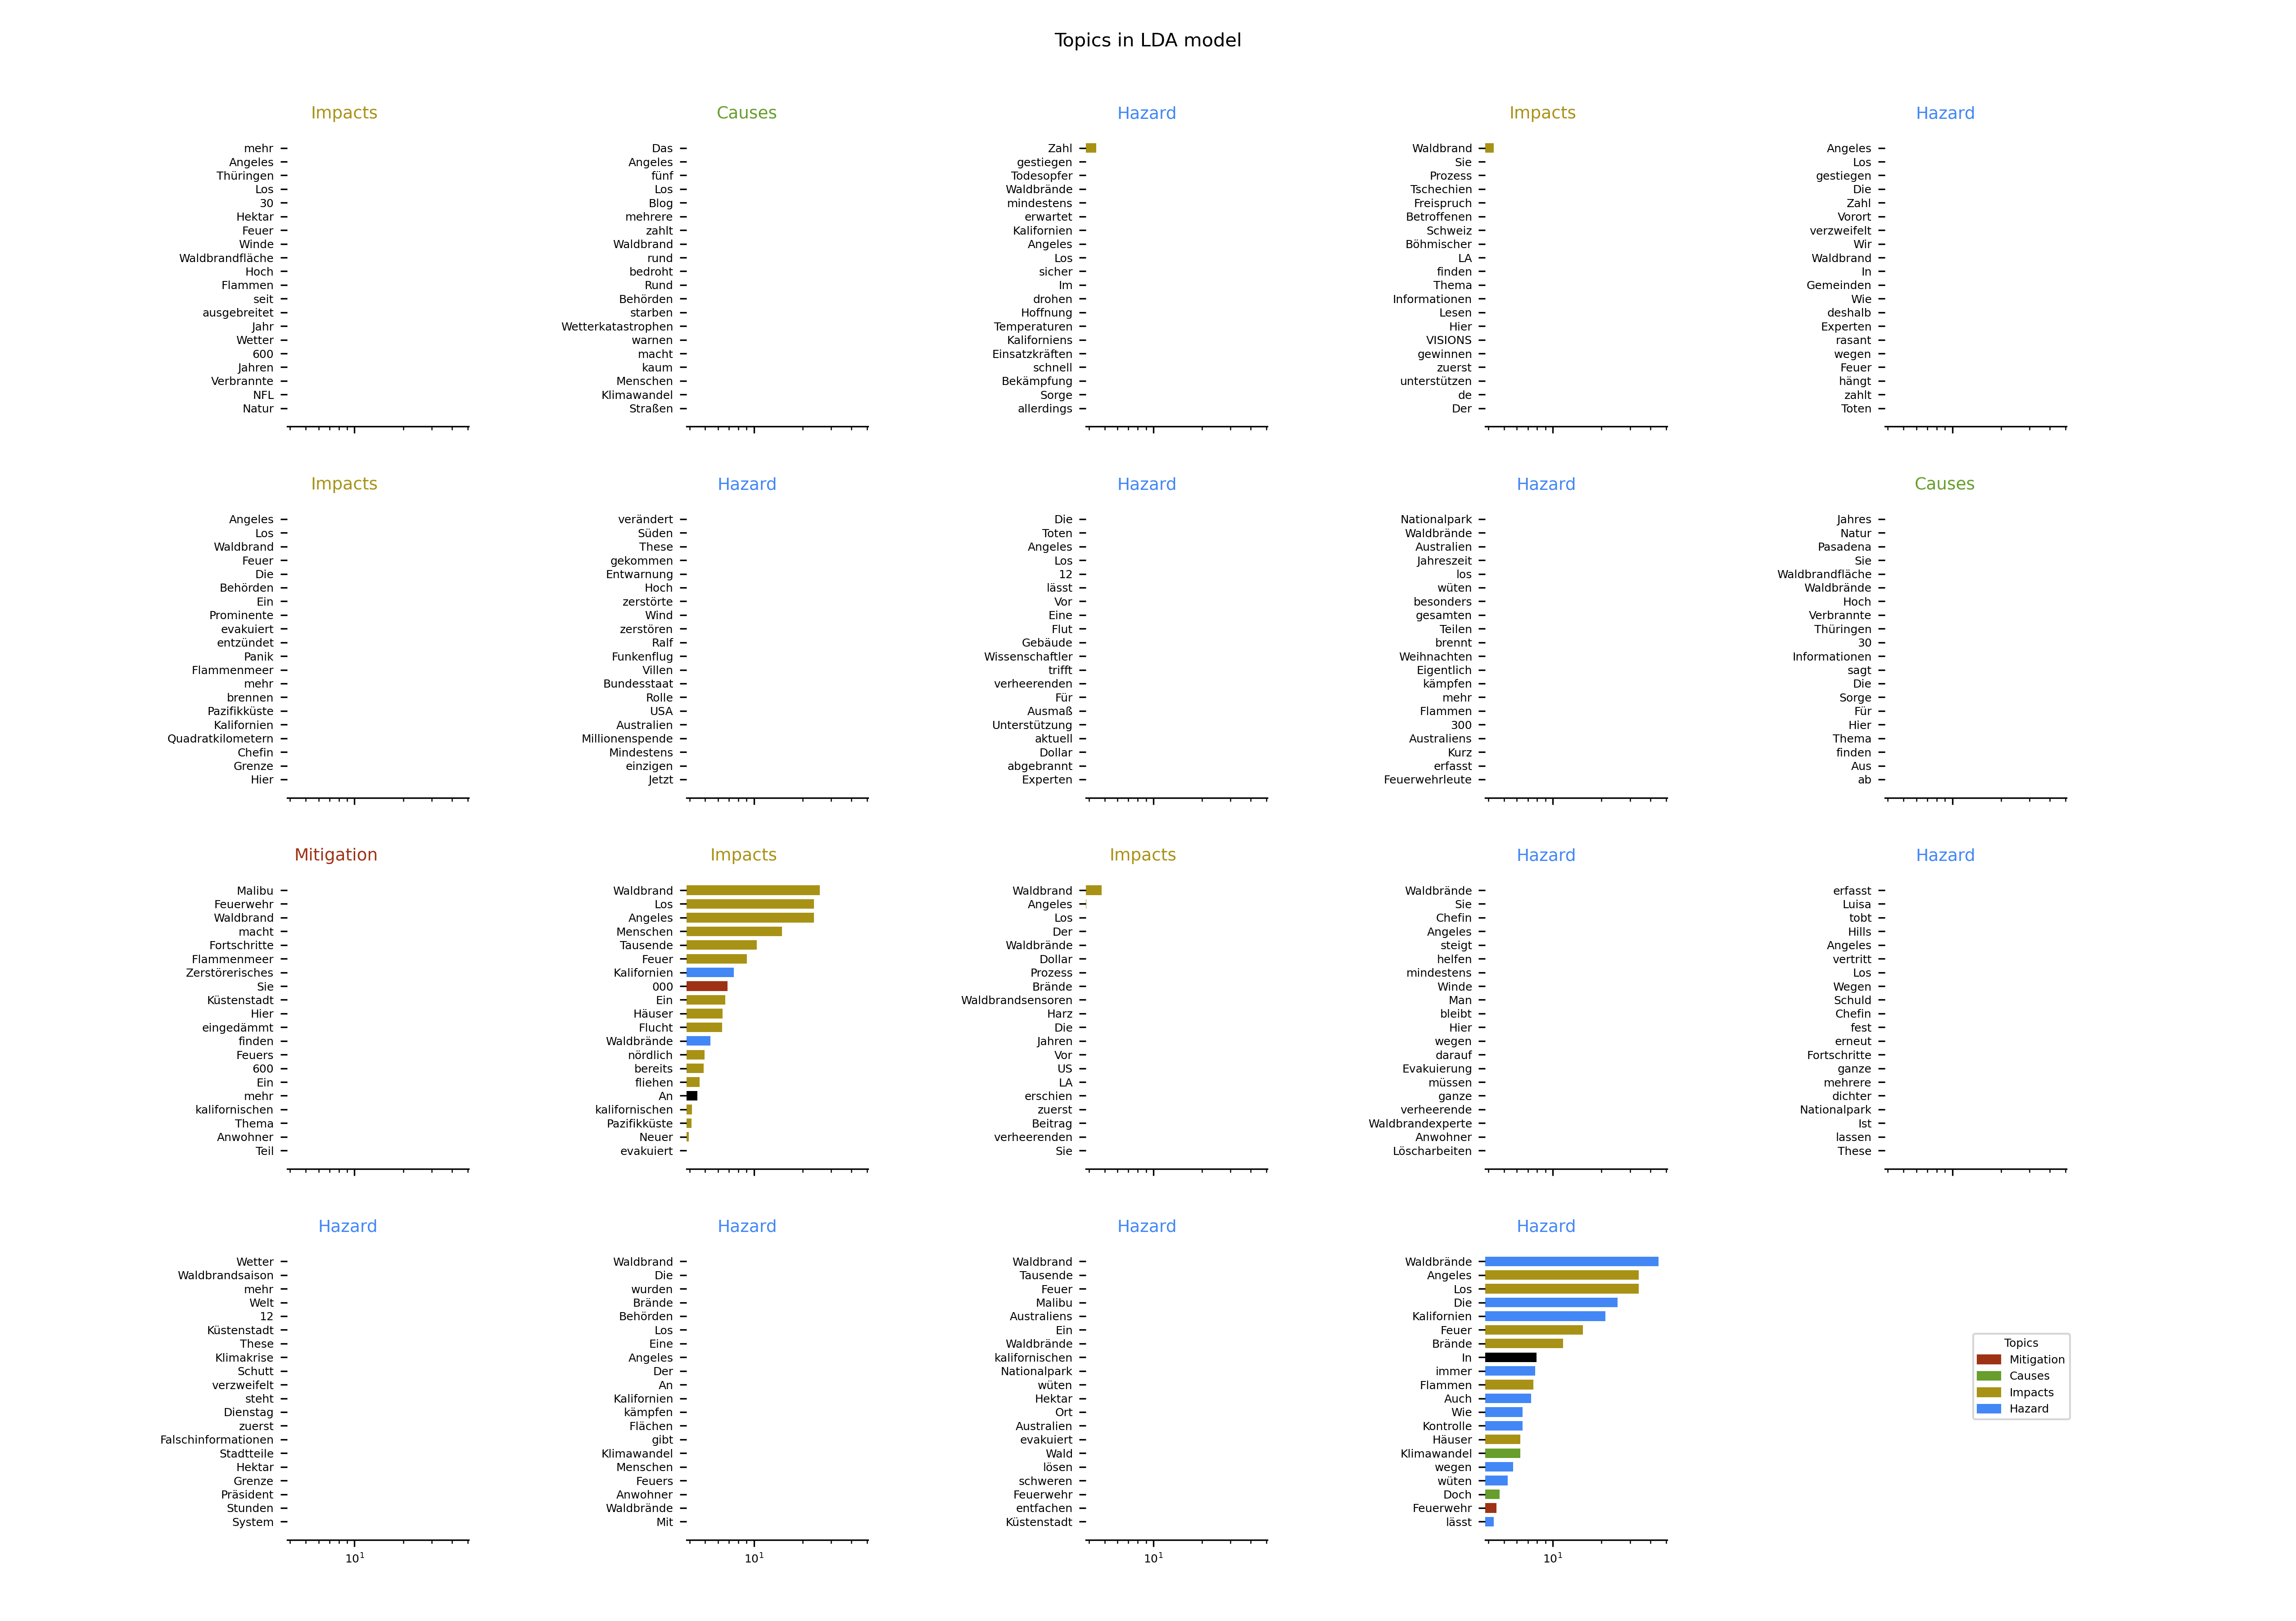 Topics in LDA model
Impacts
mehr
Angeles
Thüringen
Los
30
Hektar
Feuer
Winde
Waldbrandfläche
Hoch
Flammen
seit
ausgebreitet
Jahr
Wetter
600
Jahren
Verbrannte
NFL
Natur
Causes
Das
Angeles
fünf
Los
Blog
mehrere
zahlt
Waldbrand
rund
bedroht
Rund
Behörden
starben
Wetterkatastrophen
warnen
macht
kaum
Menschen
Klimawandel
Straßen
Hazard
Zahl
gestiegen
Todesopfer
Waldbrände
mindestens
erwartet
Kalifornien
Angeles
Los
sicher
Im
drohen
Hoffnung
Temperaturen
Kaliforniens
Einsatzkräften
schnell
Bekämpfung
Sorge
allerdings
Impacts
Waldbrand
Sie
Prozess
Tschechien
Freispruch
Betroffenen
Schweiz
Böhmischer
LA
finden
Thema
Informationen
Lesen
Hier
VISIONS
gewinnen
zuerst
unterstützen
de
Der
Hazard
Angeles
Los
gestiegen
Die
Zahl
Vorort
verzweifelt
Wir
Waldbrand
In
Gemeinden
Wie
deshalb
Experten
rasant
wegen
Feuer
hängt
zahlt
Toten
Impacts
Angeles
Los
Waldbrand
Feuer
Die
Behörden
Ein
Prominente
evakuiert
entzündet
Panik
Flammenmeer
mehr
brennen
Pazifikküste
Kalifornien
Quadratkilometern
Chefin
Grenze
Hier
Hazard
verändert
Süden
These
gekommen
Entwarnung
Hoch
zerstörte
Wind
zerstören
Ralf
Funkenflug
Villen
Bundesstaat
Rolle
USA
Australien
Millionenspende
Mindestens
einzigen
Jetzt
Hazard
Die
Toten
Angeles
Los
12
lässt
Vor
Eine
Flut
Gebäude
Wissenschaftler
trifft
verheerenden
Für
Ausmaß
Unterstützung
aktuell
Dollar
abgebrannt
Experten
Hazard
Nationalpark
Waldbrände
Australien
Jahreszeit
los
wüten
besonders
gesamten
Teilen
brennt
Weihnachten
Eigentlich
kämpfen
mehr
Flammen
300
Australiens
Kurz
erfasst
Feuerwehrleute
Causes
Jahres
Natur
Pasadena
Sie
Waldbrandfläche
Waldbrände
Hoch
Verbrannte
Thüringen
30
Informationen
sagt
Die
Sorge
Für
Hier
Thema
finden
Aus
ab
Mitigation
Malibu
Feuerwehr
Waldbrand
macht
Fortschritte
Flammenmeer
Zerstörerisches
Sie
Küstenstadt
Hier
eingedämmt
finden
Feuers
600
Ein
mehr
kalifornischen
Thema
Anwohner
Teil
Impacts
Waldbrand
Los
Angeles
Menschen
Tausende
Feuer
Kalifornien
000
Ein
Häuser
Flucht
Waldbrände
nördlich
bereits
fliehen
An
kalifornischen
Pazifikküste
Neuer
evakuiert
Impacts
Waldbrand
Angeles
Los
Der
Waldbrände
Dollar
Prozess
Brände
Waldbrandsensoren
Harz
Die
Jahren
Vor
US
LA
erschien
zuerst
Beitrag
verheerenden
Sie
Hazard
Waldbrände
Sie
Chefin
Angeles
steigt
helfen
mindestens
Winde
Man
bleibt
Hier
wegen
darauf
Evakuierung
müssen
ganze
verheerende
Waldbrandexperte
Anwohner
Löscharbeiten
Hazard
erfasst
Luisa
tobt
Hills
Angeles
vertritt
Los
Wegen
Schuld
Chefin
fest
erneut
Fortschritte
ganze
mehrere
dichter
Nationalpark
Ist
lassen
These
Hazard
Wetter
Waldbrandsaison
mehr
Welt
12
Küstenstadt
These
Klimakrise
Schutt
verzweifelt
steht
Dienstag
zuerst
Falschinformationen
Stadtteile
Hektar
Grenze
Präsident
Stunden
System
10¹
Hazard
Waldbrand
Die
wurden
Brände
Behörden
Los
Eine
Angeles
Der
An
Kalifornien
kämpfen
Flächen
gibt
Klimawandel
Menschen
Feuers
Anwohner
Waldbrände
Mit
10¹
Hazard
Waldbrand
Tausende
Feuer
Malibu
Australiens
Ein
Waldbrände
kalifornischen
Nationalpark
wüten
Hektar
Ort
Australien
evakuiert
Wald
lösen
schweren
Feuerwehr
entfachen
Küstenstadt
10¹
Hazard
Waldbrände
Angeles
Los
Die
Kalifornien
Feuer
Brände
In
immer
Flammen
Auch
Wie
Kontrolle
Häuser
Klimawandel
wegen
wüten
Doch
Feuerwehr
lässt
10¹
Topics
Mitigation
Causes
Impacts
Hazard